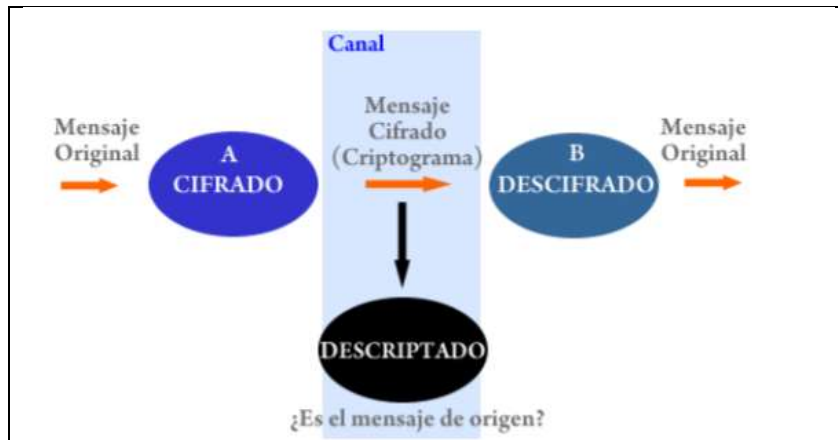 Canal
Mensaje
Original
A
CIFRADO
Mensaje
Cifrado
(Criptograma)
B
DESCIFRADO
Mensaje
Original
DESCRIPTADO
¿Es el mensaje de origen?